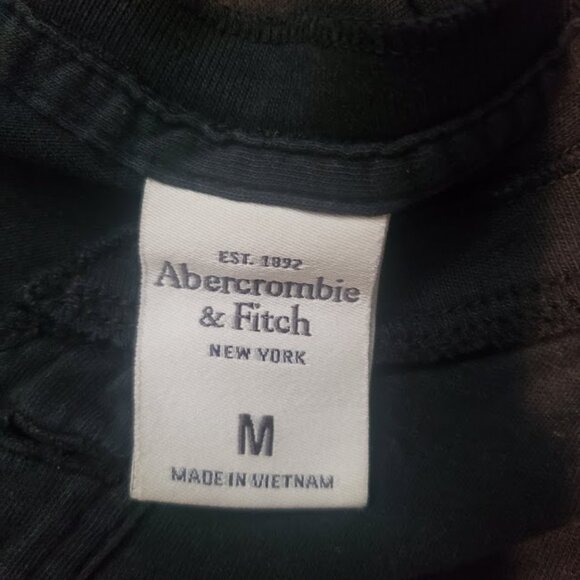 EST. 1892
Abercrombie
& Fitch
NEW YORK
M
MADE IN VIETNAM